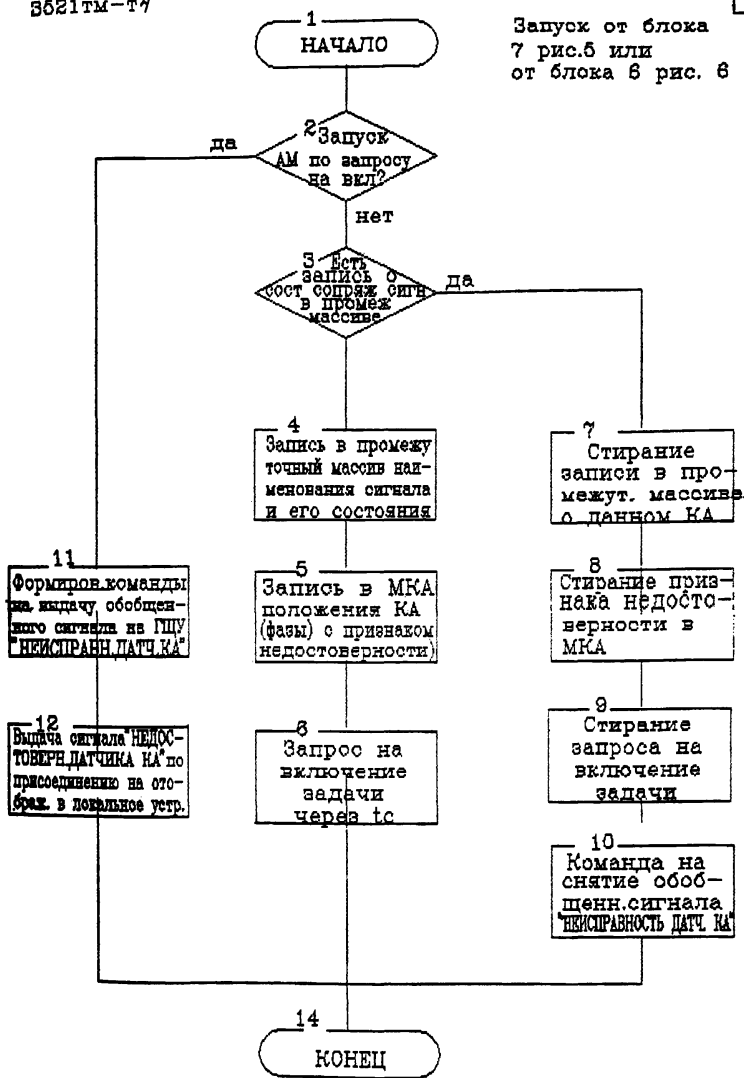 3521тм-т7
Запуск от блока
7 рис.5 или
от блока 6 рис. 6
1
НАЧАЛО
2 Запуск
АМ по запросу
на вкл?
да
нет
3 Есть
запись о
сост сопряж сигн
в промеж
массиве
да
4
Запись в промежу
точный массив наи-
менования сигнала
и его состояния
7
Стирание
записи в про-
межут. массиве
о данном КА
11
Формиров.команды
на выдачу обобщен-
ного сигнала на ГЩУ
"НЕИСПРАВН.ДАТЧ.КА"
5
Запись в МКА
положения КА
(фазы) с признаком
недостоверности)
8
Стирание приз-
нака недосто-
верности в
МКА
12
Выдача сигнала"НЕДОС-
ТОВЕРН.ДАТЧИКА КА"по
присоединению на ото-
браж. в локальное устр.
6
Запрос на
включение
задачи
через tc
9
Стирание
запроса на
включение
задачи
10
Команда на
снятие обоб-
щенн.сигнала
"НЕИСПРАВНОСТЬ ДАТЧ. КА"
14
КОНЕЦ